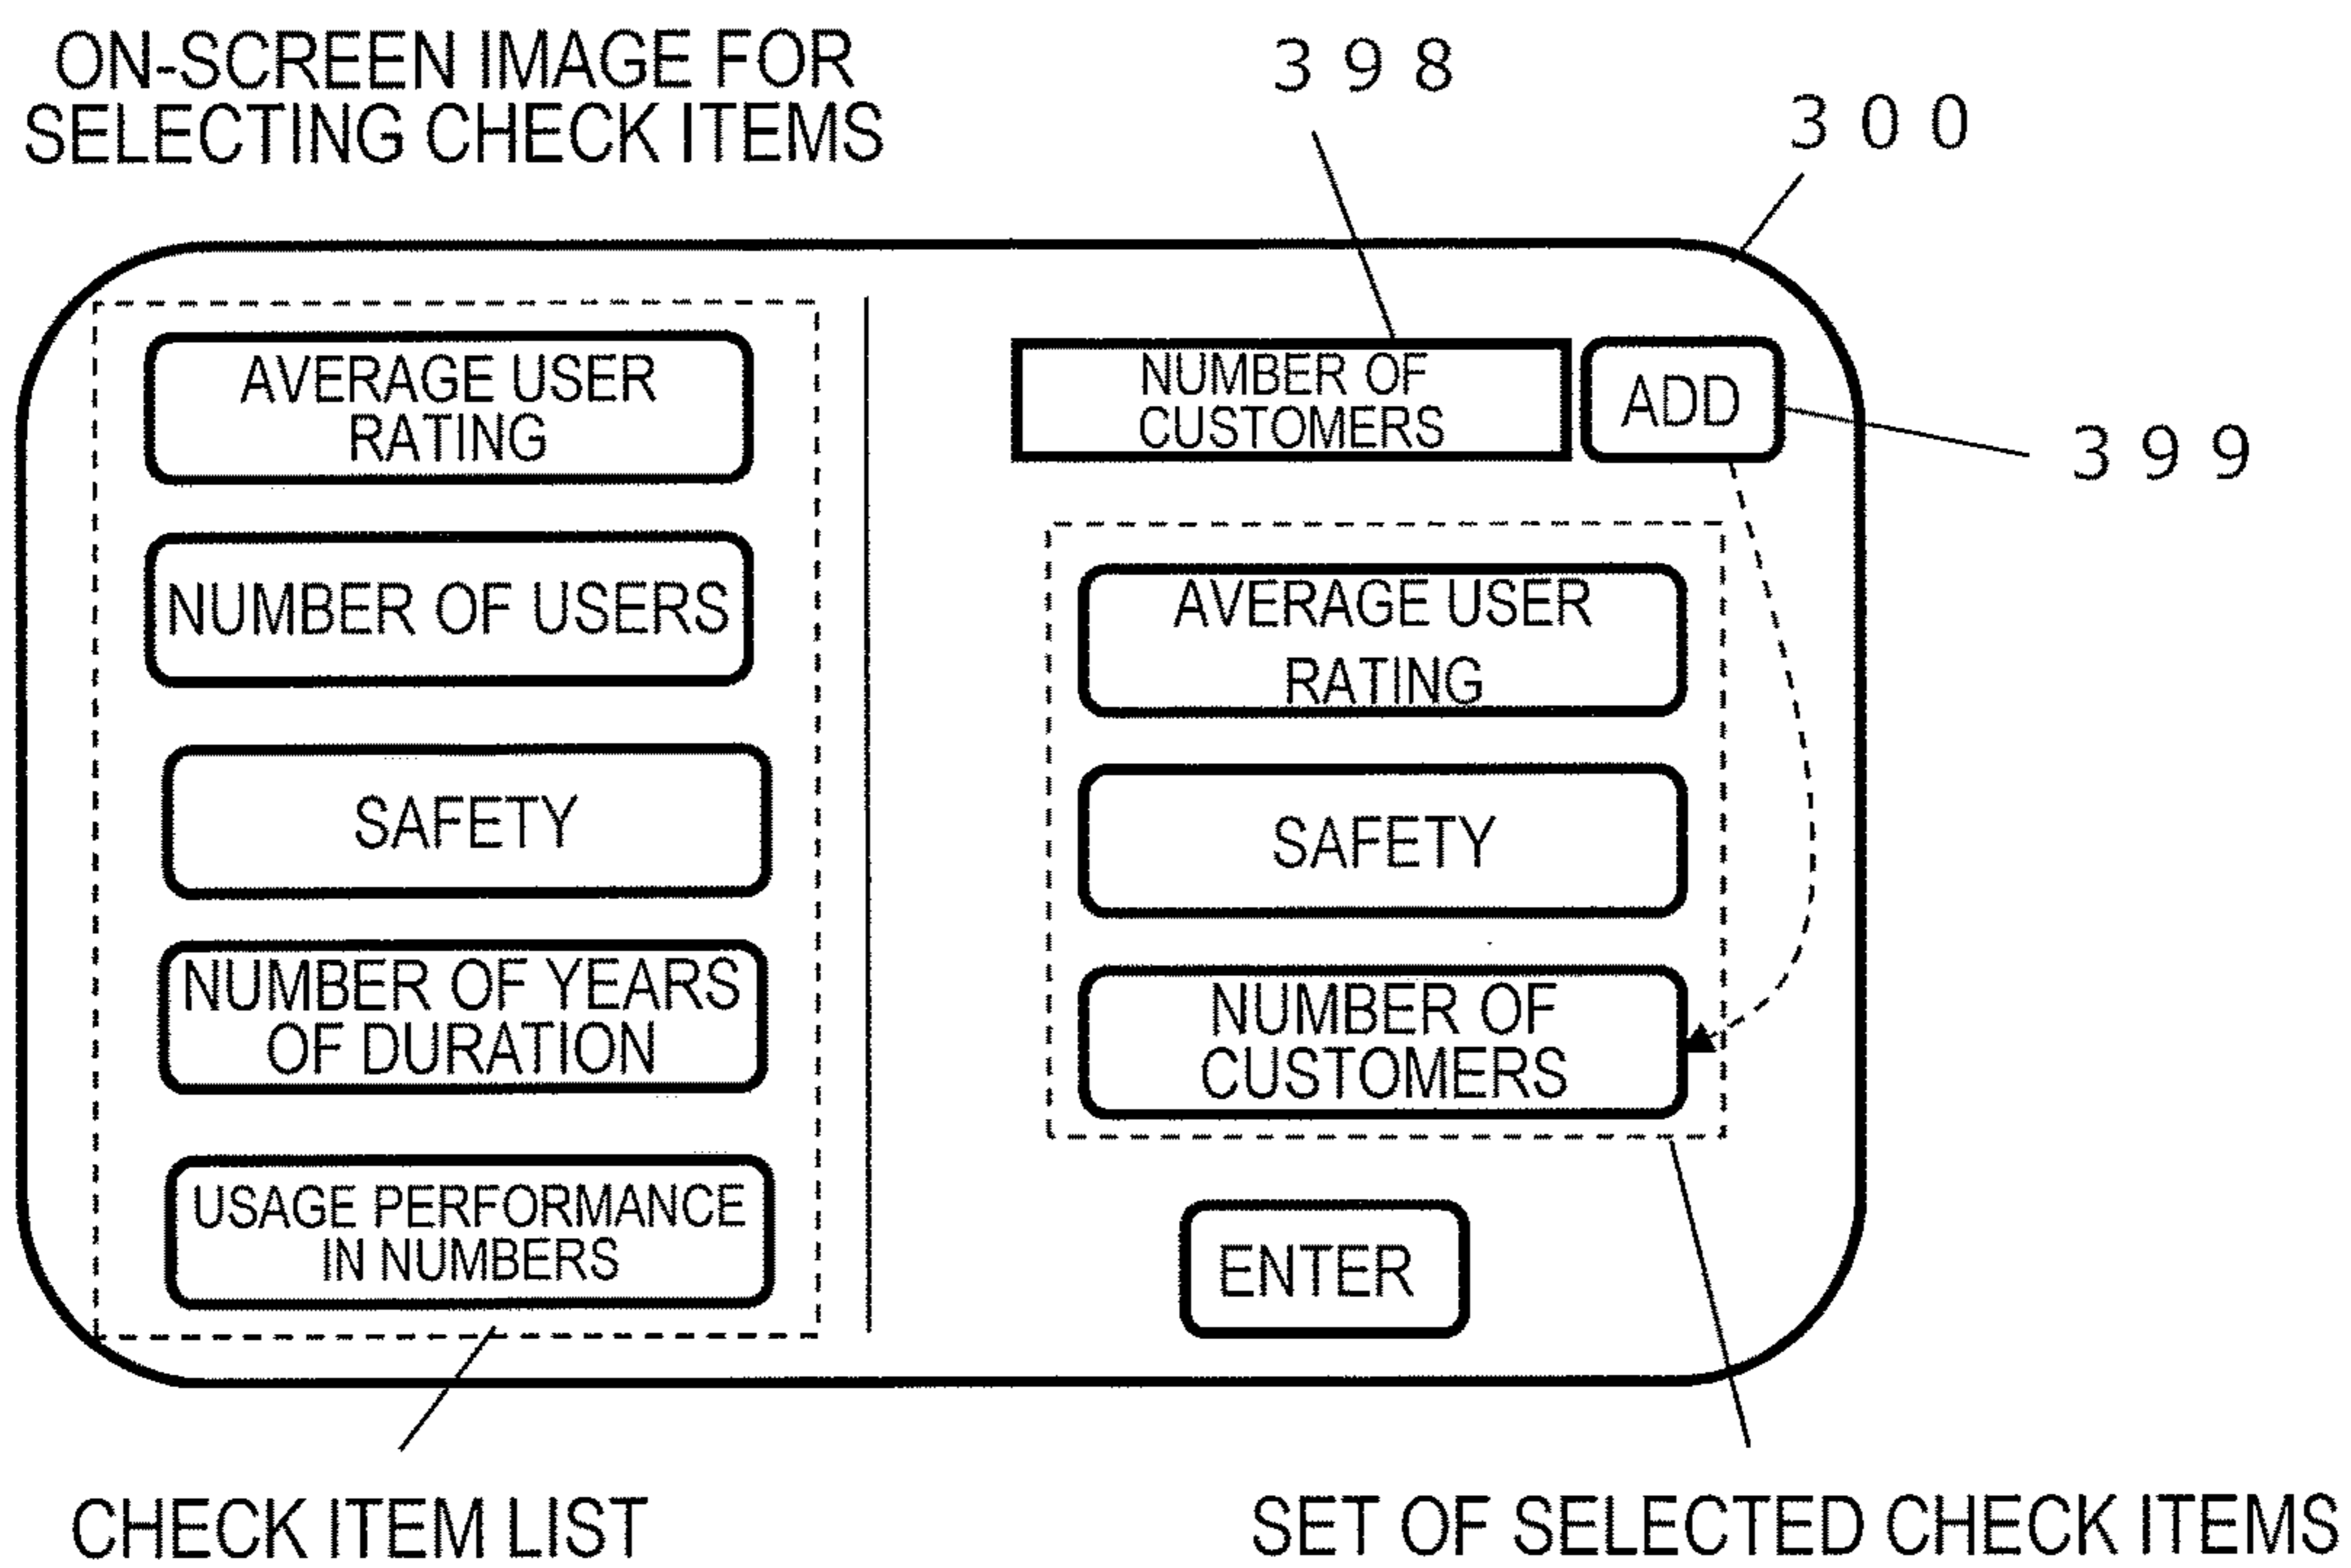 ON-SCREEN IMAGE FOR
SELECTING CHECK ITEMS
398
300
AVERAGE USER
RATING
NUMBER OF USERS
SAFETY
NUMBER OF YEARS
OF DURATION
USAGE PERFORMANCE
IN NUMBERS
NUMBER OF
CUSTOMERS
ADD
399
AVERAGE USER
RATING
SAFETY
NUMBER OF
CUSTOMERS
ENTER
CHECK ITEM LIST
SET OF SELECTED CHECK ITEMS